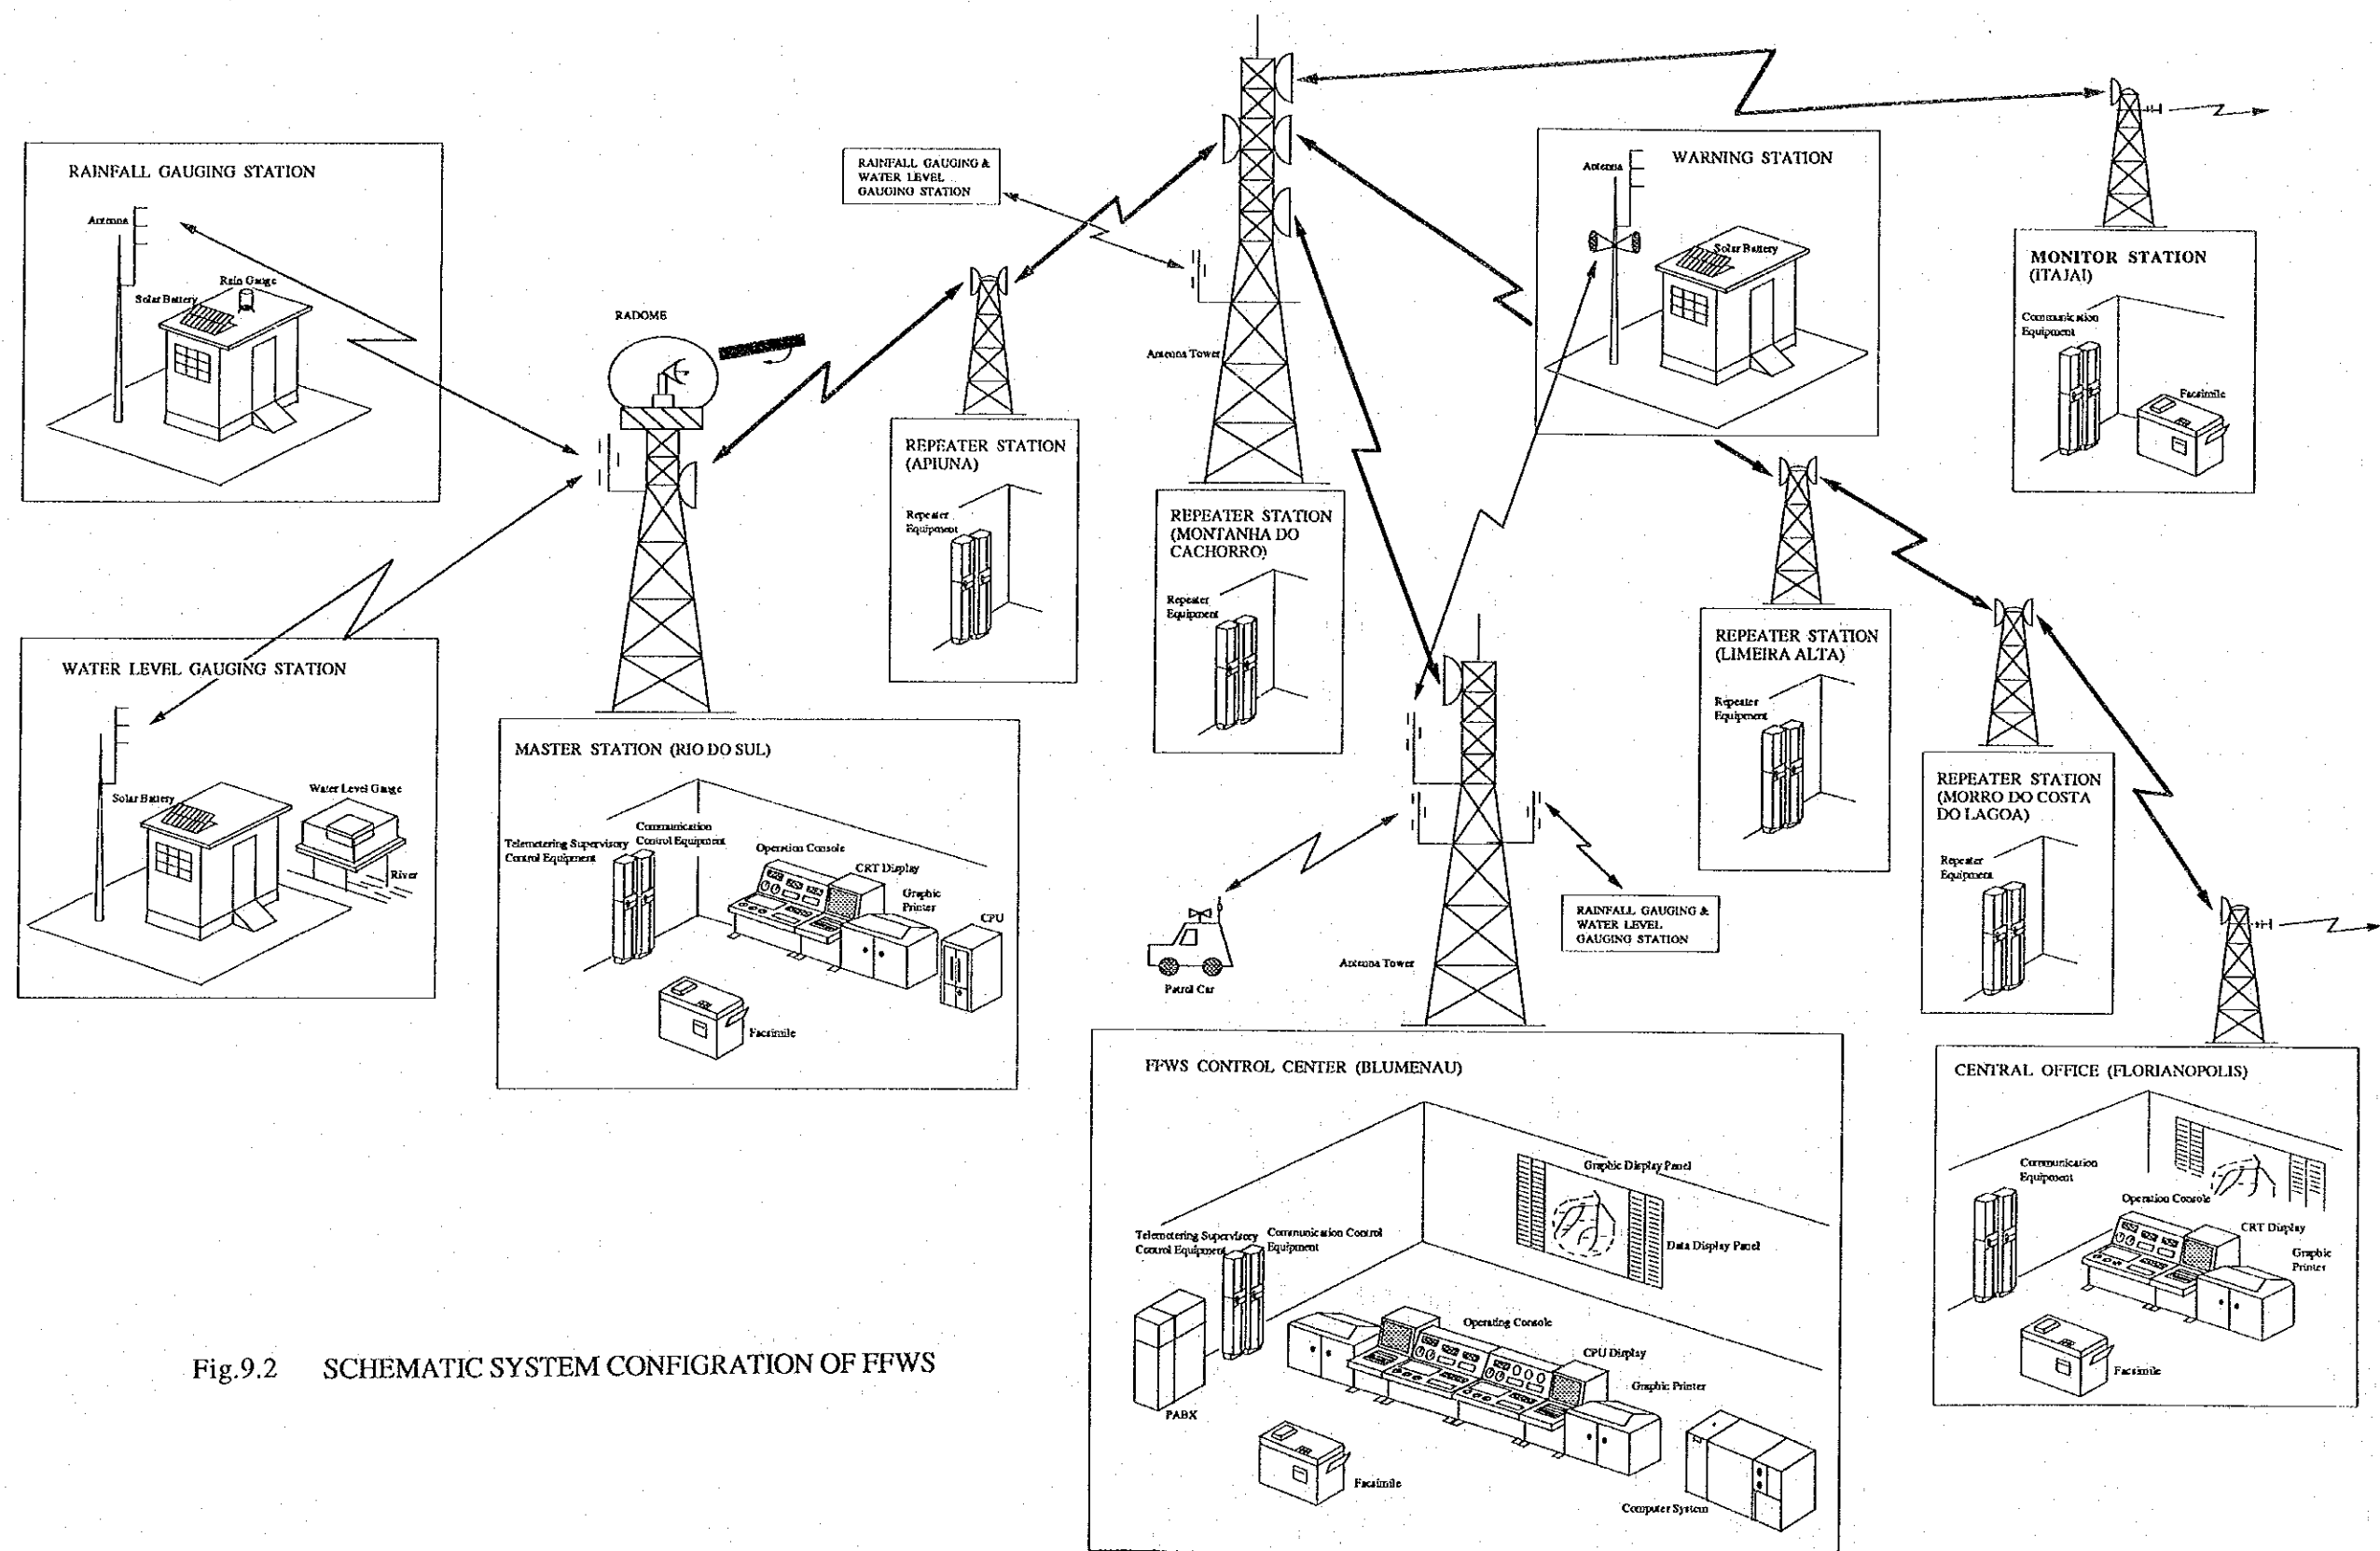 RAINFALL GAUGING STATION
Antenna
Rain Gauge
Solar Battery
WATER LEVEL GAUGING STATION
Solar Battery
Water Level Gauge
River
RADOME
MASTER STATION (RIO DO SUL)
Telemetering Supervisory
Control Equipment
Communication
Control Equipment
Operation Console
CRT Display
Graphic
Printer
CPU
Facsimile
RAINFALL GAUGING &
WATER LEVEL
GAUGING STATION
REPEATER STATION
(APIUNA)
Repeater
Equipment
Antenna Tower
REPEATER STATION
(MONTANHA DO
CACHORRO)
Repeater
Equipment
WARNING STATION
Antenna
Solar Battery
MONITOR STATION
(ITAJAI)
Communication
Equipment
Facsimile
REPEATER STATION
(LIMEIRA ALTA)
Repeater
Equipment
REPEATER STATION
(MORRO DO COSTA
DO LAGOA)
Repeater
Equipment
Patrol Car
Antenna Tower
RAINFALL GAUGING &
WATER LEVEL
GAUGING STATION
FFWS CONTROL CENTER (BLUMENAU)
Graphic Display Panel
Data Display Panel
Telemetering Supervisory
Control Equipment
Communication Control
Equipment
Operating Console
CPU Display
Graphic Printer
PABX
Facsimile
Computer System
CENTRAL OFFICE (FLORIANOPOLIS)
Communication
Equipment
Operation Console
CRT Display
Graphic
Printer
Facsimile
Fig.9.2 SCHEMATIC SYSTEM CONFIGRATION OF FFWS